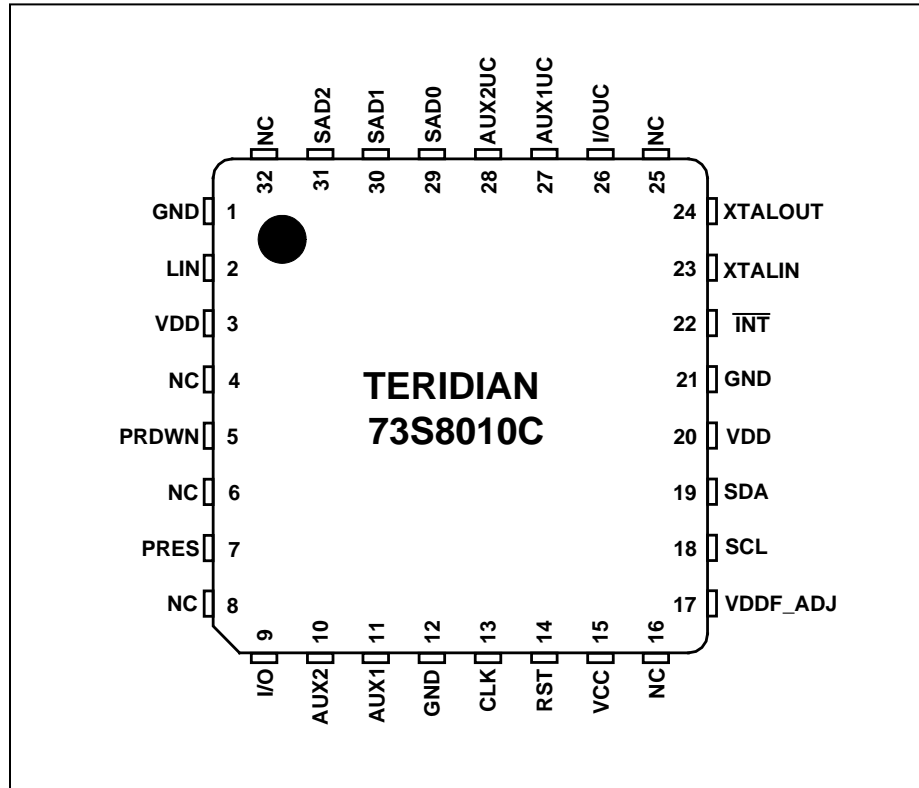 NC
SAD2
SAD1
SAD0
AUX2UC
AUX1UC
I/OUC
NC
32
31
30
29
28
27
26
25
GND 1
LIN 2
VDD 3
NC 4
PRDWN 5
NC 6
PRES 7
NC 8
TERIDIAN
73S8010C
24 XTALOUT
23 XTALIN
22 INT
21 GND
20 VDD
19 SDA
18 SCL
17 VDDF_ADJ
9
10
11
12
13
14
15
16
I/O
AUX2
AUX1
GND
CLK
RST
VCC
NC